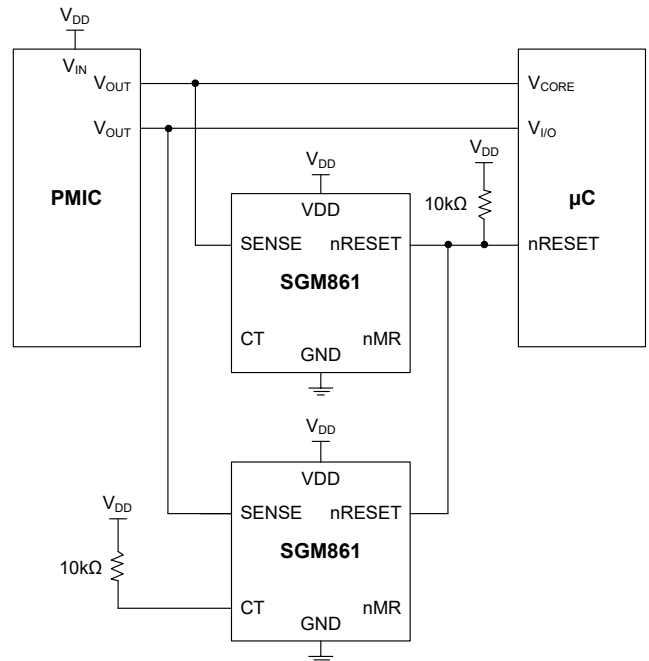 VDD
VIN
VOUT
VCORE
VOUT
VI/O
PMIC
µC
VDD
VDD
VDD
10kΩ
SENSE nRESET
nRESET
SGM861
CT nMR
GND
VDD
VDD
SENSE nRESET
VDD
SGM861
10kΩ
CT nMR
GND